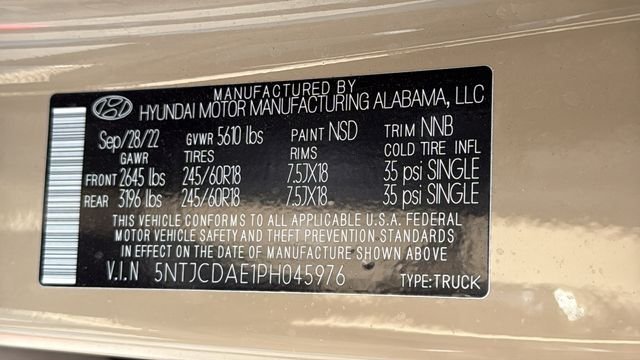 MANUFACTURED BY
HYUNDAI MOTOR MANUFACTURING ALABAMA, LLC
Sep/28/22 GVWR 5610 lbs PAINT NSD TRIM NNB
GAWR TIRES RIMS COLD TIRE INFL
FRONT 2645 lbs 245/60R18 7.5JX18 35 psi SINGLE
REAR 3196 lbs 245/60R18 7.5JX18 35 psi SINGLE
THIS VEHICLE CONFORMS TO ALL APPLICABLE U.S.A. FEDERAL
MOTOR VEHICLE SAFETY AND THEFT PREVENTION STANDARDS
IN EFFECT ON THE DATE OF MANUFACTURE SHOWN ABOVE
V.I.N 5NTJCDAE1PH045976 TYPE:TRUCK